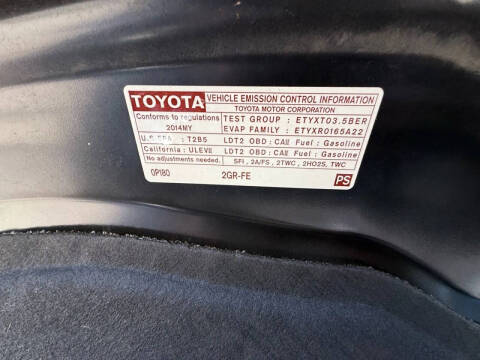 TOYOTA VEHICLE EMISSION CONTROL INFORMATION
TOYOTA MOTOR CORPORATION
Conforms to regulations TEST GROUP : ETYXT03.5BER
2014MY EVAP FAMILY : ETYXR0165A22
U.S. EPA : T2B5 LDT2 OBD : CAII Fuel : Gasoline
California : ULEVII LDT2 OBD : CAII Fuel : Gasoline
No adjustments needed. SFI , 2A/FS , 2TWC , 2HO2S, TWC
0P180 2GR-FE PS